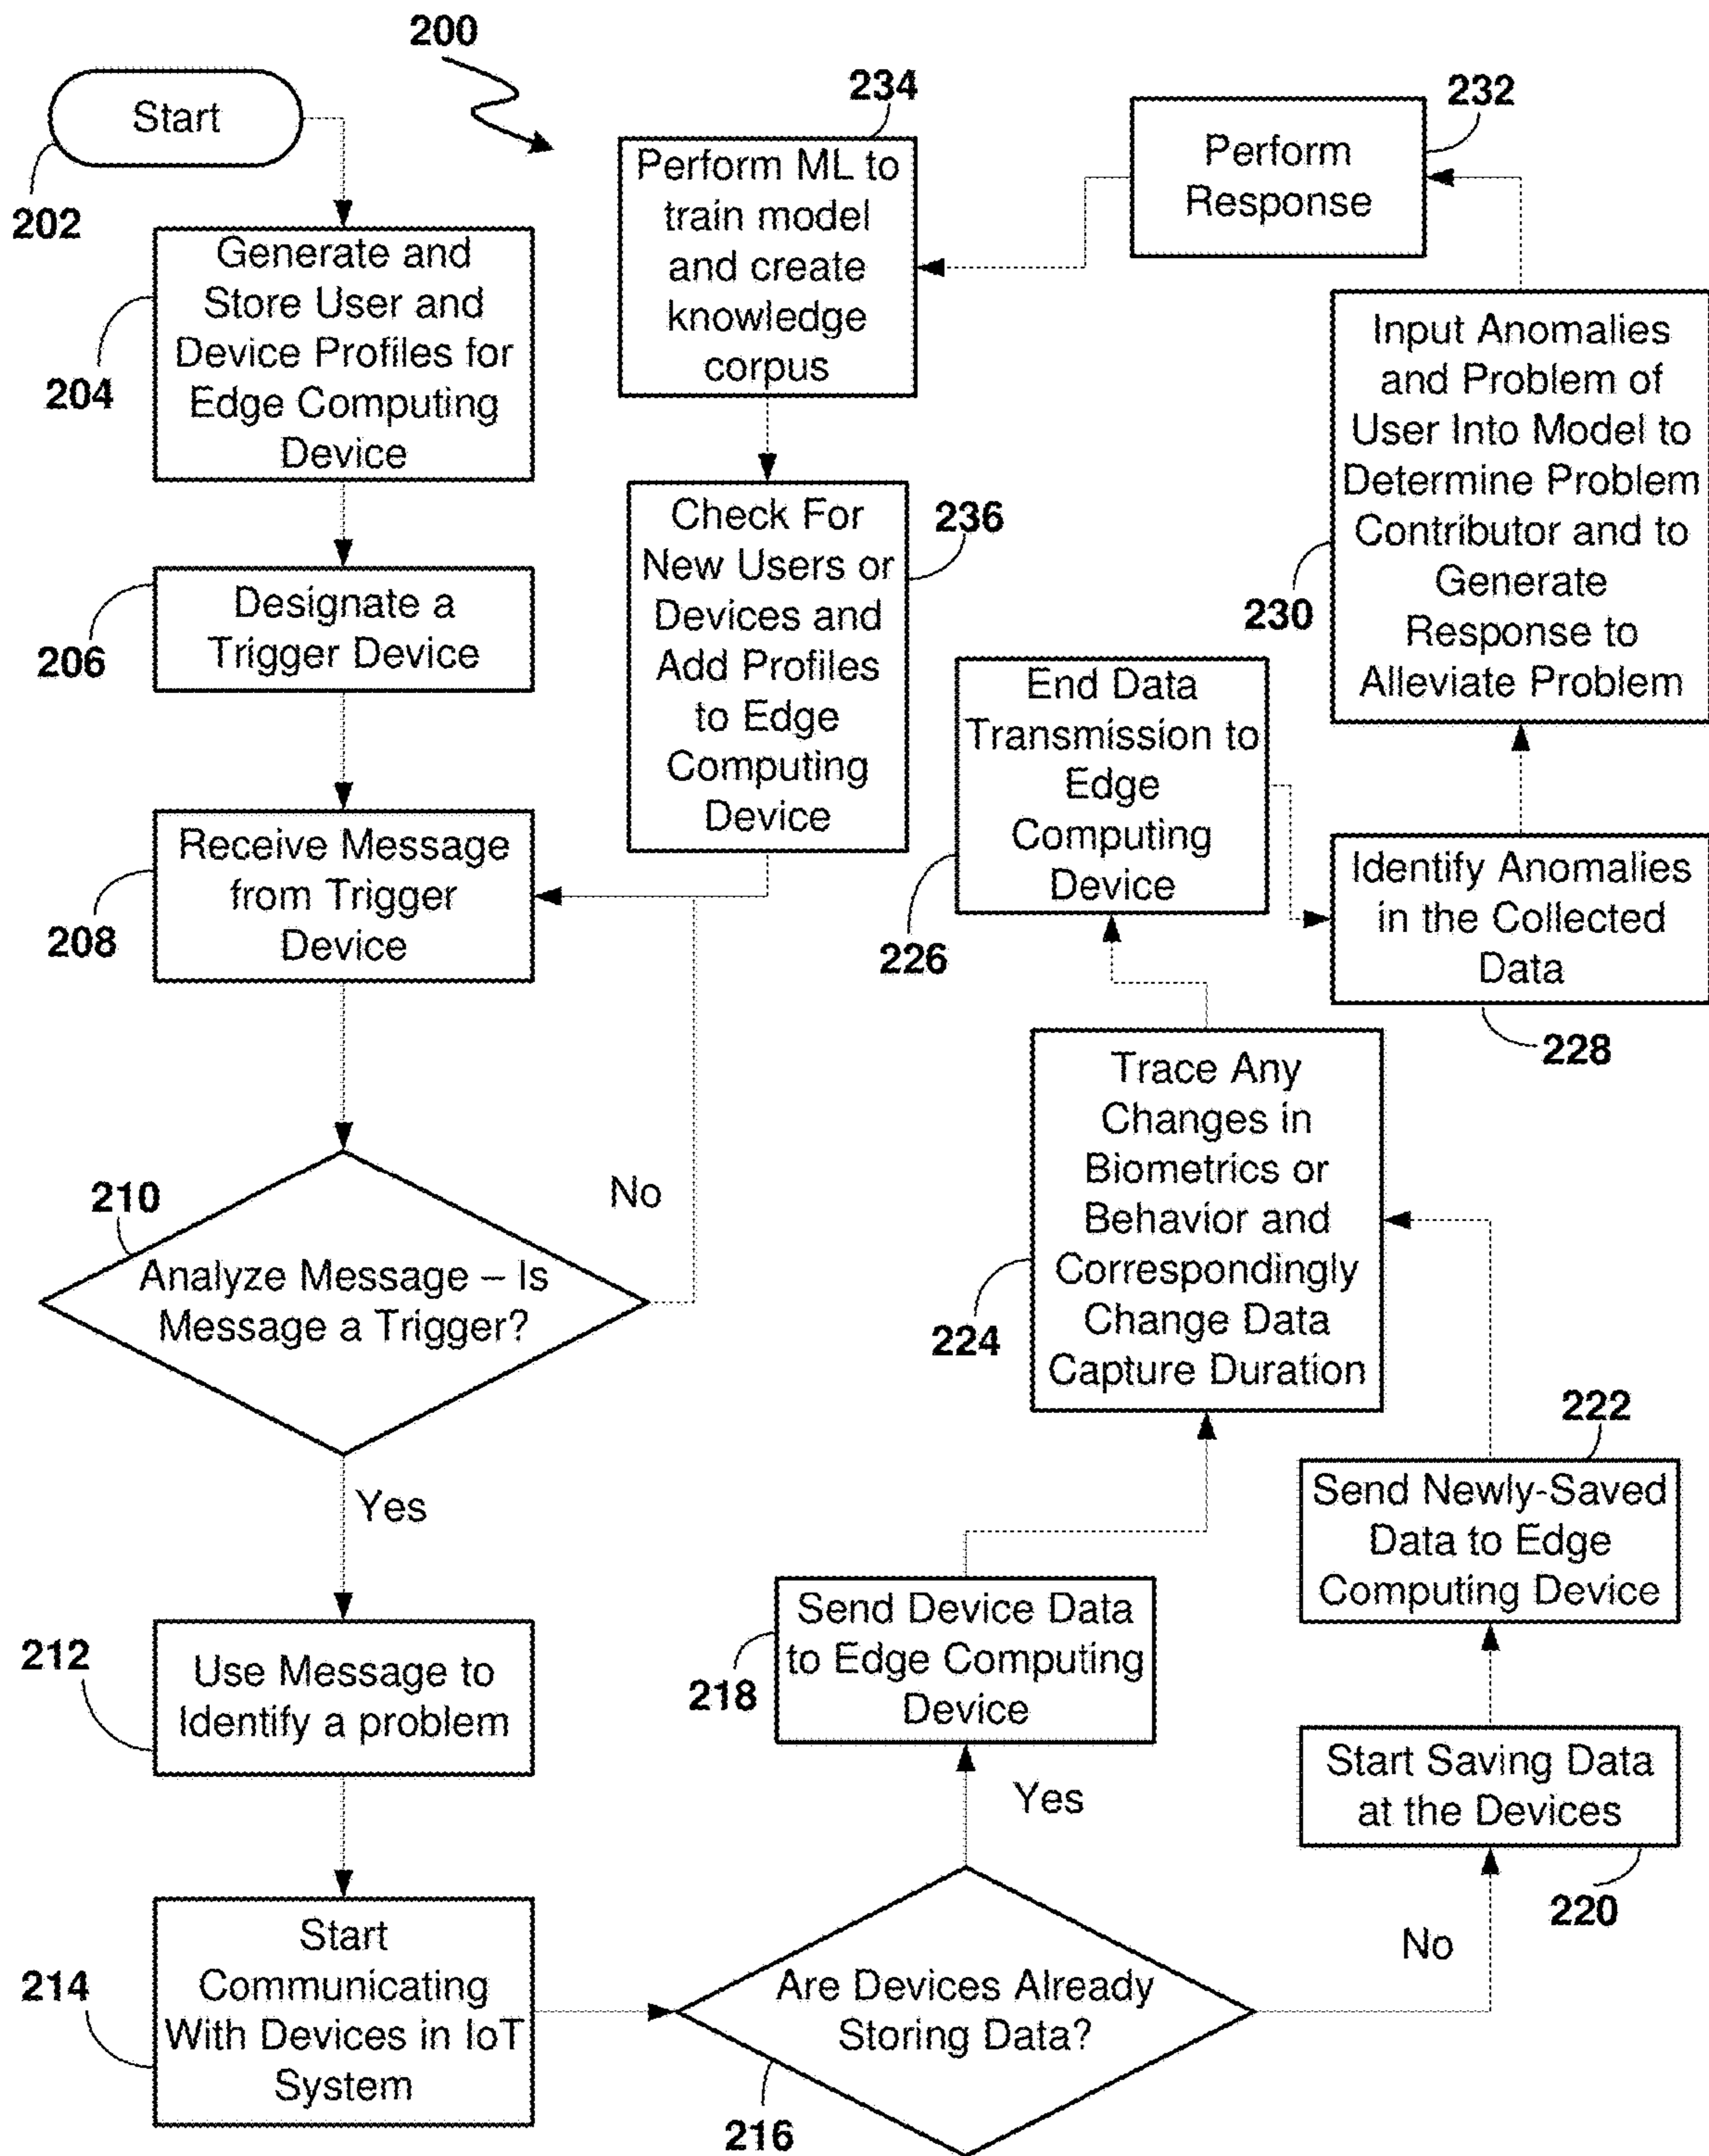 200
Start
202
Generate and
Store User and
Device Profiles for
Edge Computing
Device
204
Designate a
Trigger Device
206
Receive Message
from Trigger
Device
208
210
Analyze Message – Is
Message a Trigger?
No
Yes
212
Use Message to
Identify a problem
214
Start
Communicating
With Devices in IoT
System
Are Devices Already
Storing Data?
216
Yes
No
Send Device Data
to Edge Computing
Device
218
Start Saving Data
at the Devices
220
222
Send Newly-Saved
Data to Edge
Computing Device
Trace Any
Changes in
Biometrics or
Behavior and
Correspondingly
Change Data
Capture Duration
224
End Data
Transmission to
Edge
Computing
Device
226
Identify Anomalies
in the Collected
Data
228
Input Anomalies
and Problem of
User Into Model to
Determine Problem
Contributor and to
Generate
Response to
Alleviate Problem
230
232
Perform
Response
234
Perform ML to
train model
and create
knowledge
corpus
Check For
New Users or
Devices and
Add Profiles
to Edge
Computing
Device
236